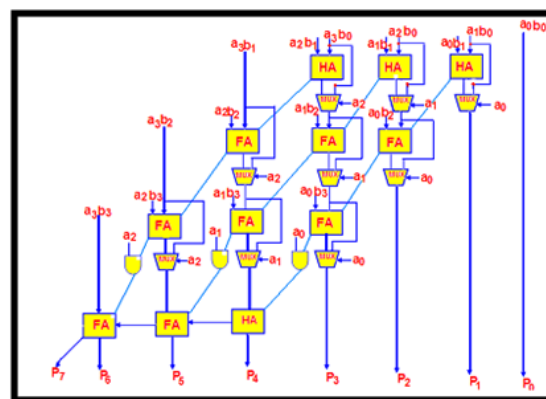 a₀b₀
a₂b₁ a₃b₀ a₁b₁ a₂b₀ a₀b₁ a₁b₀
a₃b₁
HA HA HA
MUX a₂ MUX a₁ MUX a₀
a₂b₂ a₁b₂ a₀b₂
a₃b₂
FA FA FA
MUX a₂ MUX a₁ MUX a₀
a₃b₃ a₂b₃ a₁b₃ a₀b₃
FA FA FA
a₂ a₁ a₀
MUX a₂ MUX a₁ MUX a₀
FA FA HA
P₇ P₆ P₅ P₄ P₃ P₂ P₁ P₀